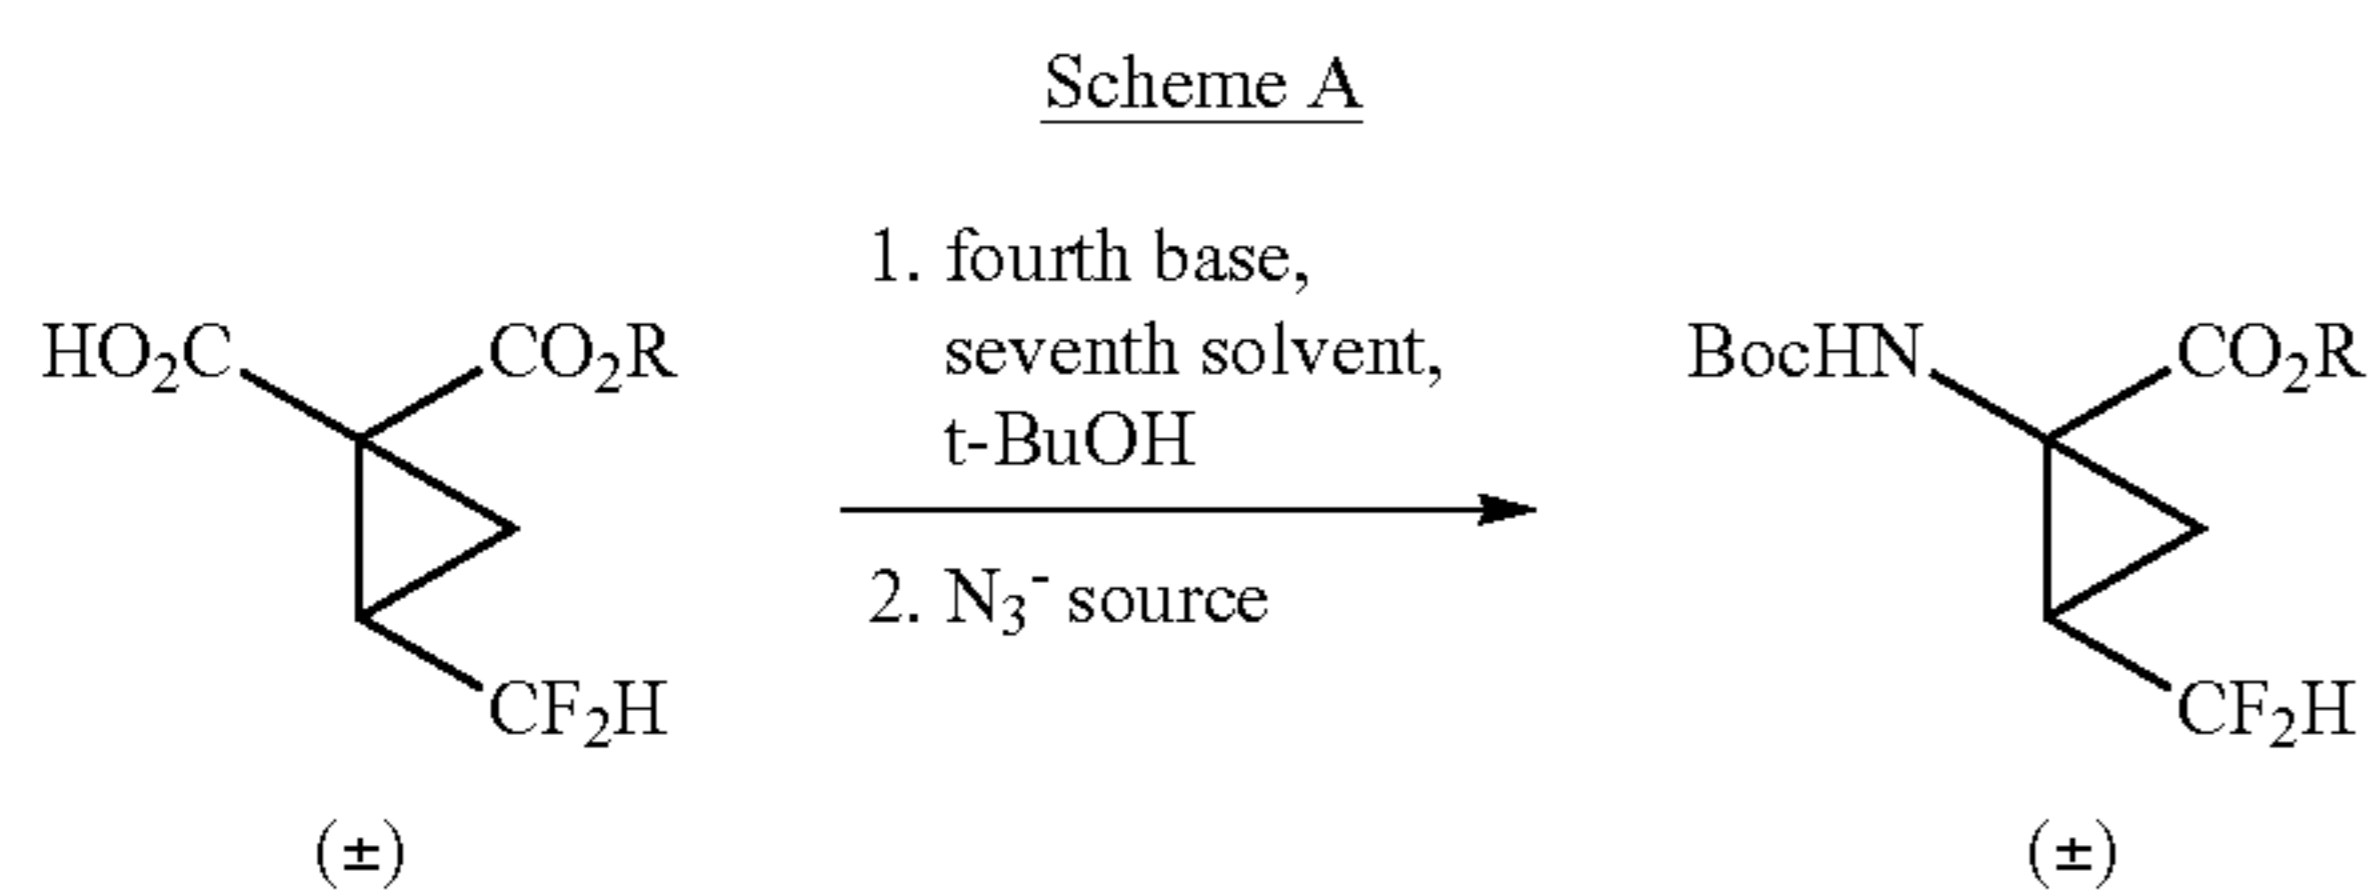 Scheme A
1. fourth base,
seventh solvent,
t-BuOH
HO₂C CO₂R
CF₂H
(±)
2. N₃⁻ source
BocHN CO₂R
CF₂H
(±)